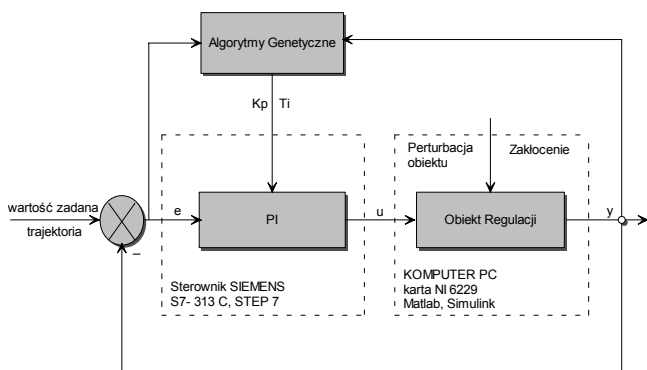 Algorytmy Genetyczne
Kp Ti
Perturbacja
obiektu
Zakłocenie
wartość zadana
trajektoria
e
PI
u
Obiekt Regulacji
y
–
Sterownik SIEMENS
S7- 313 C, STEP 7
KOMPUTER PC
karta NI 6229
Matlab, Simulink